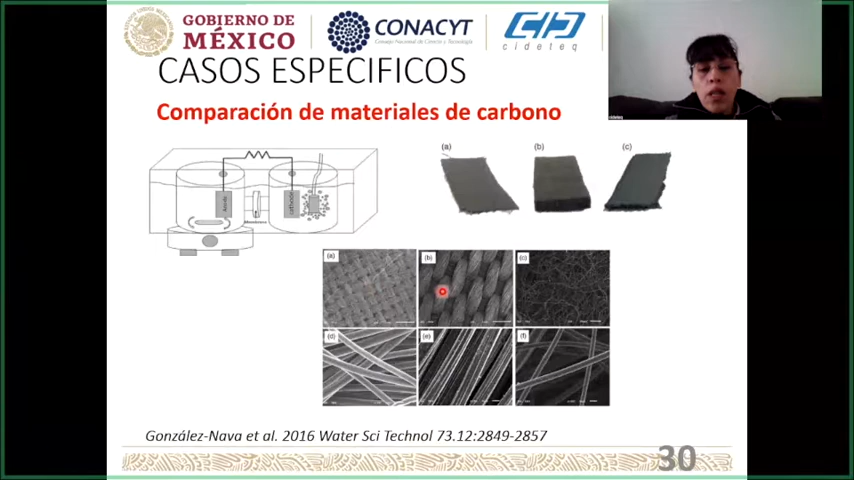 GOBIERNO DE
MÉXICO
CONACYT
Consejo Nacional de Ciencia y Tecnología
cideteq
CASOS ESPECIFICOS
Comparación de materiales de carbono
(a)
(b)
(c)
(a)
(b)
(c)
(d)
(e)
(f)
González-Nava et al. 2016 Water Sci Technol 73.12:2849-2857
30